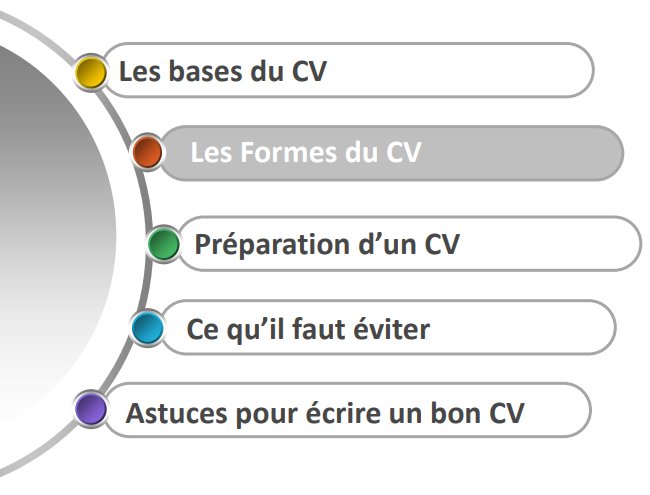 Les bases du CV
Les Formes du CV
Préparation d’un CV
Ce qu’il faut éviter
Astuces pour écrire un bon CV